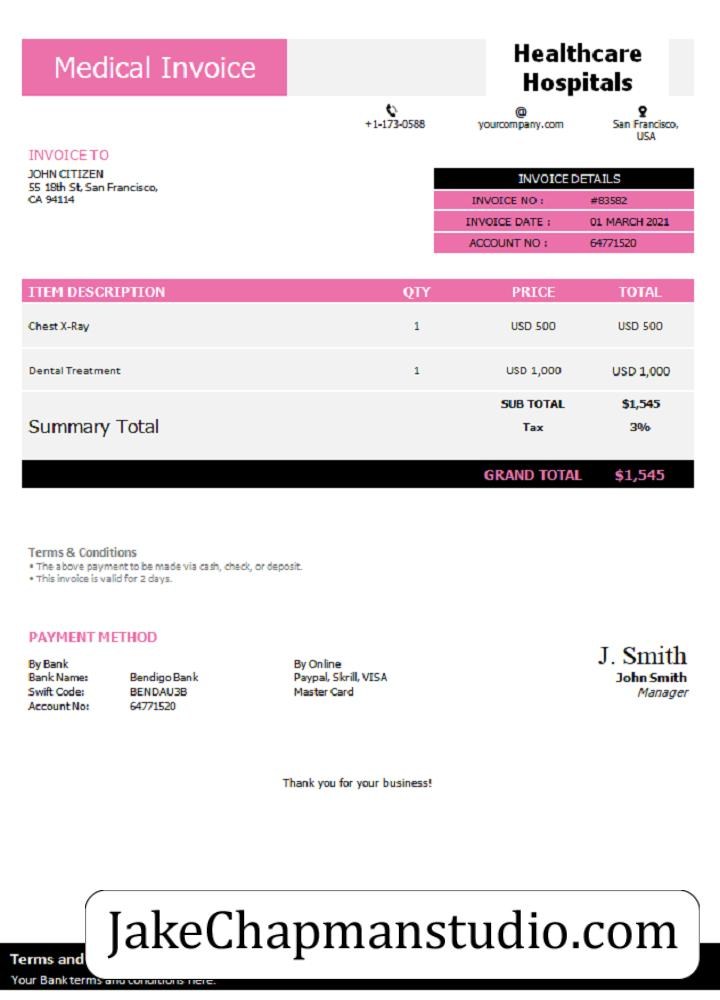 Medical Invoice
Healthcare
Hospitals
+1-173-0588
@
yourcompany.com
San Francisco,
USA
INVOICE TO
JOHN CITIZEN
55 18th St, San Francisco,
CA 94114
INVOICE DETAILS
INVOICE NO : #83582
INVOICE DATE : 01 MARCH 2021
ACCOUNT NO : 64771520
ITEM DESCRIPTION QTY PRICE TOTAL
Chest X-Ray 1 USD 500 USD 500
Dental Treatment 1 USD 1,000 USD 1,000
SUB TOTAL $1,545
Summary Total Tax 3%
GRAND TOTAL $1,545
Terms & Conditions
• The above payment to be made via cash, check, or deposit.
• This invoice is valid for 2 days.
PAYMENT METHOD
By Bank
Bank Name: Bendigo Bank
Swift Code: BENDAU3B
Account No: 64771520
By Online
Paypal, Skrill, VISA
Master Card
J. Smith
John Smith
Manager
Thank you for your business!
JakeChapmanstudio.com
Terms and
Your Bank terms and conditions here.